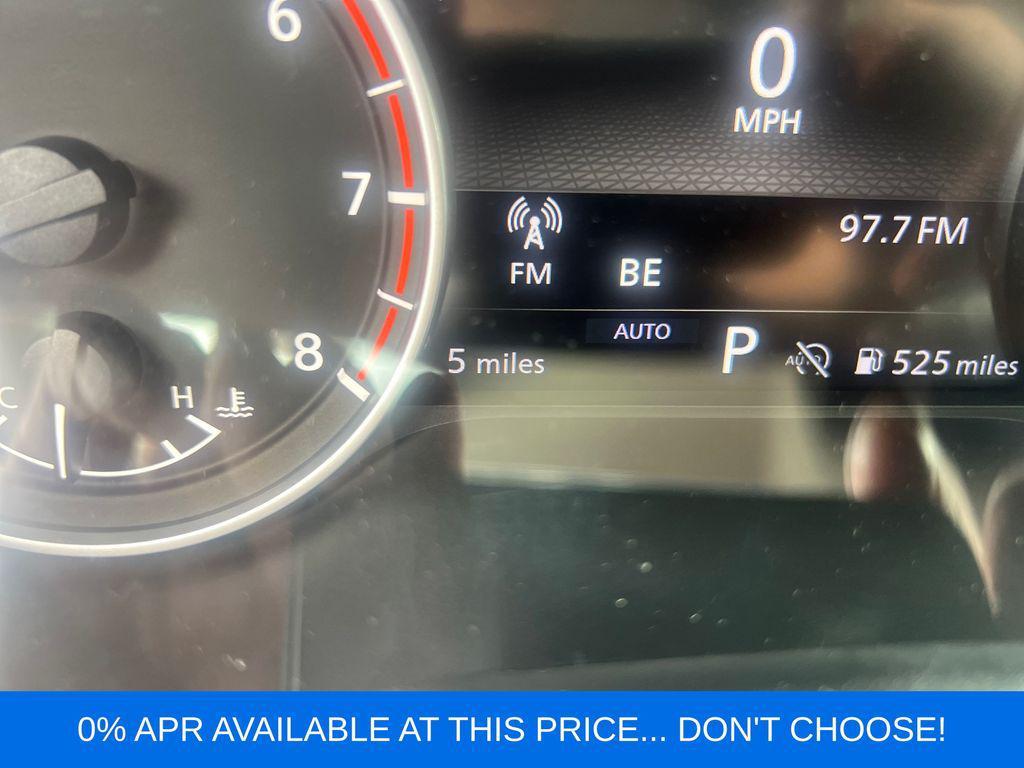 6
0
MPH
7
97.7 FM
FM
BE
AUTO
8
5 miles
P
AUTO
525 miles
C
H
0% APR AVAILABLE AT THIS PRICE... DON'T CHOOSE!